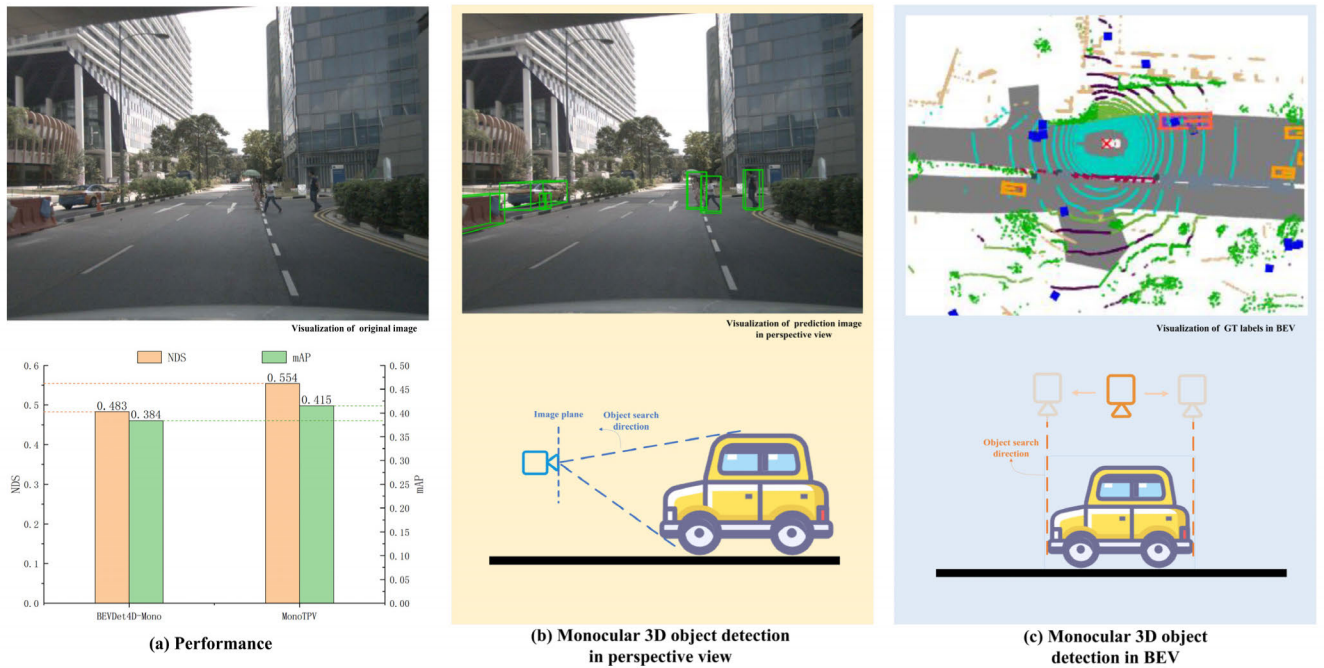 Visualization of original image
NDS
mAP
0.6
0.5
0.4
0.3
0.2
0.1
0.0
NDS
0.483
0.384
0.554
0.415
0.50
0.45
0.40
0.35
0.30
0.25
0.20
0.15
0.10
0.05
0.00
mAP
BEVDet4D-Mono
MonoTPV
(a) Performance
Visualization of prediction image
in perspective view
Image plane
Object search
direction
(b) Monocular 3D object detection
in perspective view
Visualization of GT labels in BEV
Object search
direction
(c) Monocular 3D object
detection in BEV